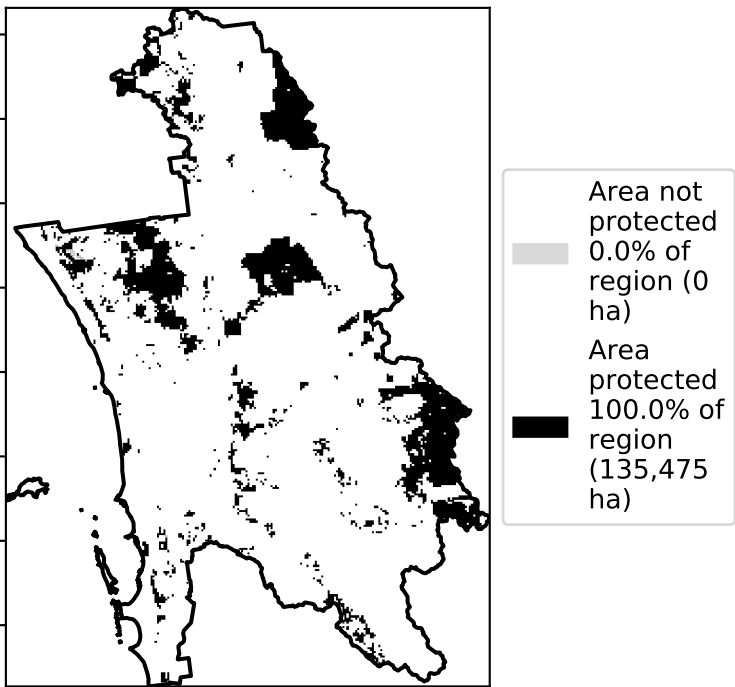 Area not
protected
0.0% of
region (0
ha)
Area
protected
100.0% of
region
(135,475
ha)